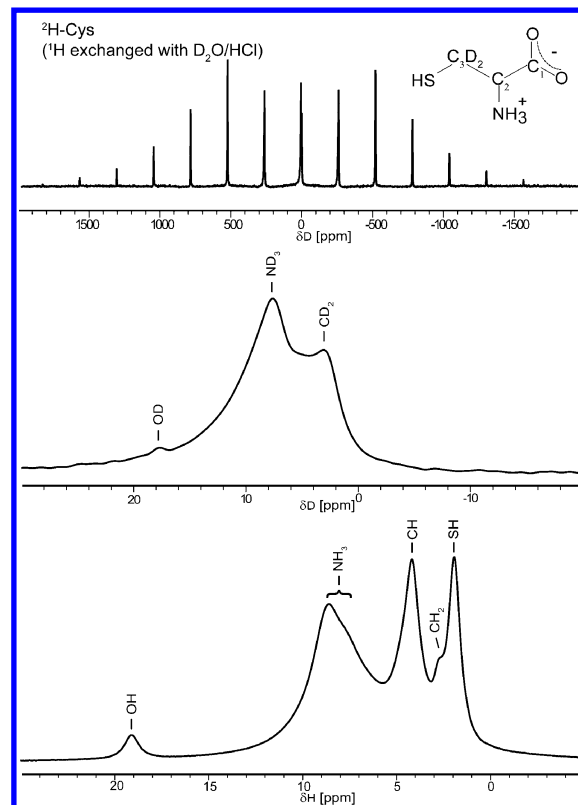 ²H-Cys
(¹H exchanged with D₂O/HCl)
O
-
C₃D₂
C₁
HS
C₂
O
+
NH₃
1500 1000 500 0 -500 -1000 -1500
δD [ppm]
ND₃
CD₂
OD
20 10 0 -10
δD [ppm]
CH
SH
NH₃
CH₂
OH
20 15 10 5 0
δH [ppm]